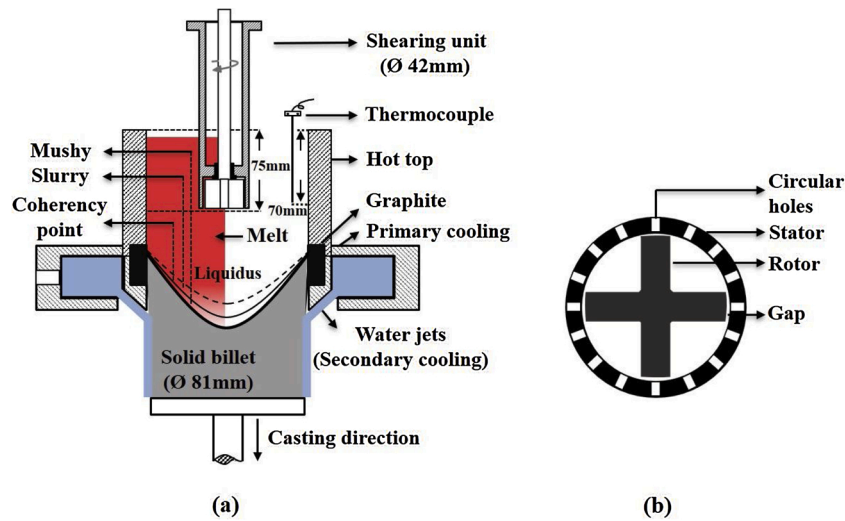 Shearing unit
(Ø 42mm)
Thermocouple
Mushy
75mm
Hot top
Slurry
Coherency
point
70mm
Graphite
Melt
Primary cooling
Liquidus
Water jets
(Secondary cooling)
Solid billet
(Ø 81mm)
Casting direction
(a)
Circular
holes
Stator
Rotor
Gap
(b)